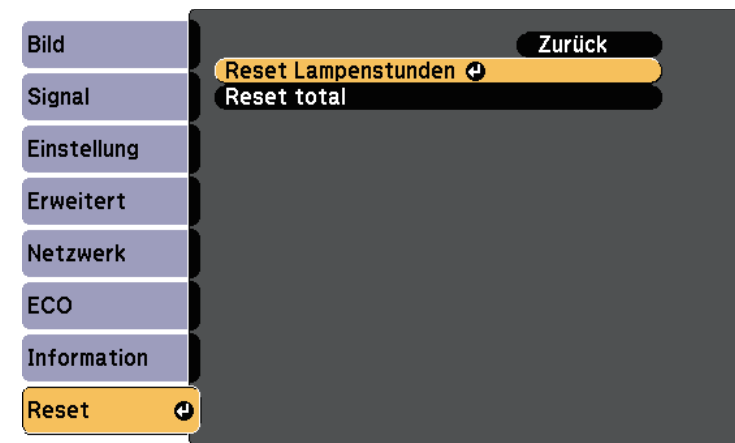 Bild
Signal
Einstellung
Erweitert
Netzwerk
ECO
Information
Reset
Zurück
Reset Lampenstunden
Reset total